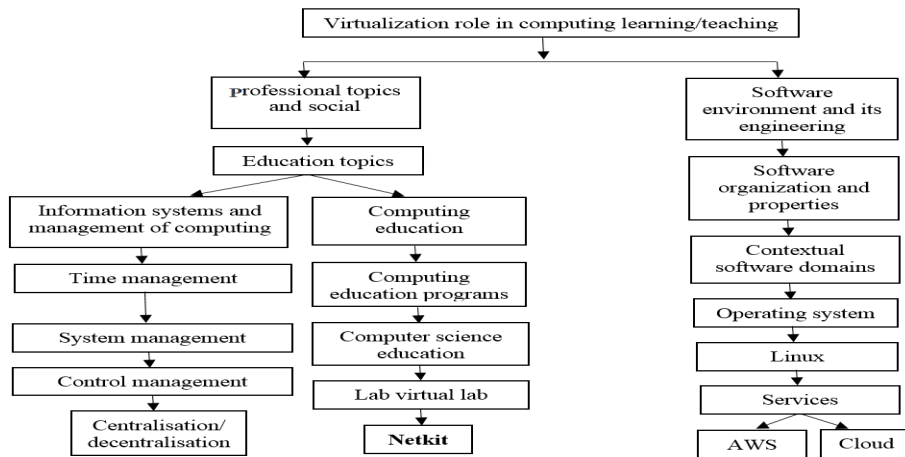 Virtualization role in computing learning/teaching
professional topics
and social
Software
environment and its
engineering
Education topics
Software
organization and
properties
Information systems and
management of computing
Computing
education
Contextual
software domains
Time management
Computing
education programs
Operating system
System management
Computer science
education
Linux
Control management
Lab virtual lab
Services
Centralisation/
decentralisation
Netkit
AWS
Cloud